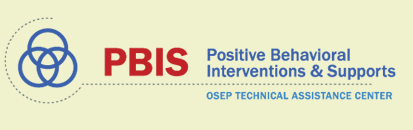 PBIS
Positive Behavioral
Interventions & Supports
OSEP TECHNICAL ASSISTANCE CENTER